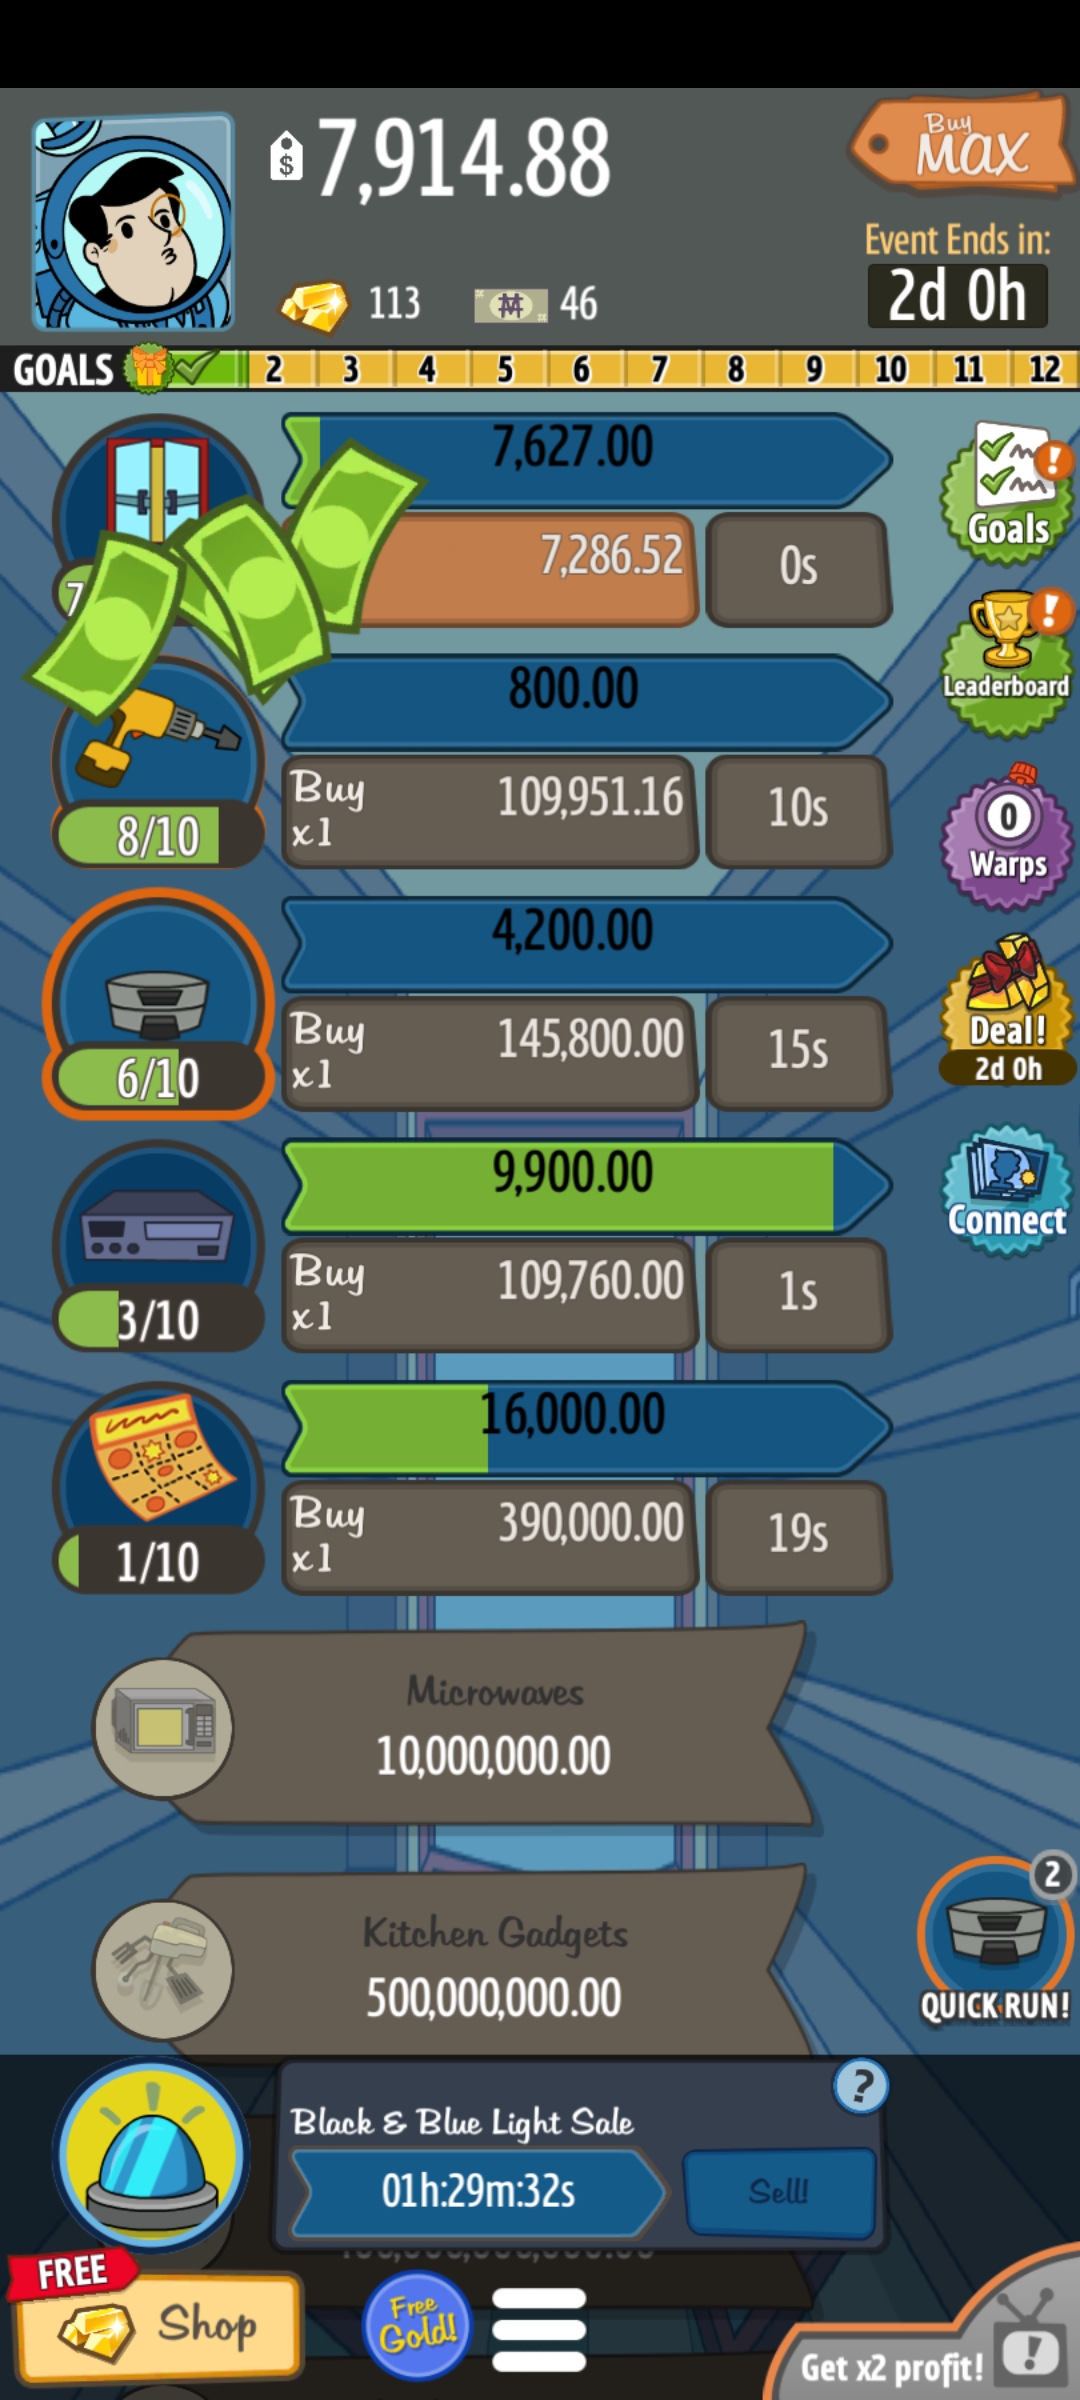 7,914.88
Buy
MAX
113
46
Event Ends in:
2d 0h
GOALS 2 3 4 5 6 7 8 9 10 11 12
7,627.00
7,286.52
0s
7
Goals
Leaderboard
800.00
Buy
x1
109,951.16
10s
8/10
0
Warps
4,200.00
Buy
x1
145,800.00
15s
6/10
Deal!
2d 0h
9,900.00
Buy
x1
109,760.00
1s
3/10
Connect
16,000.00
Buy
x1
390,000.00
19s
1/10
Microwaves
10,000,000.00
Kitchen Gadgets
500,000,000.00
2
QUICK RUN!
Black & Blue Light Sale
?
01h:29m:32s
Sell!
FREE
Shop
Free
Gold!
Get x2 profit!